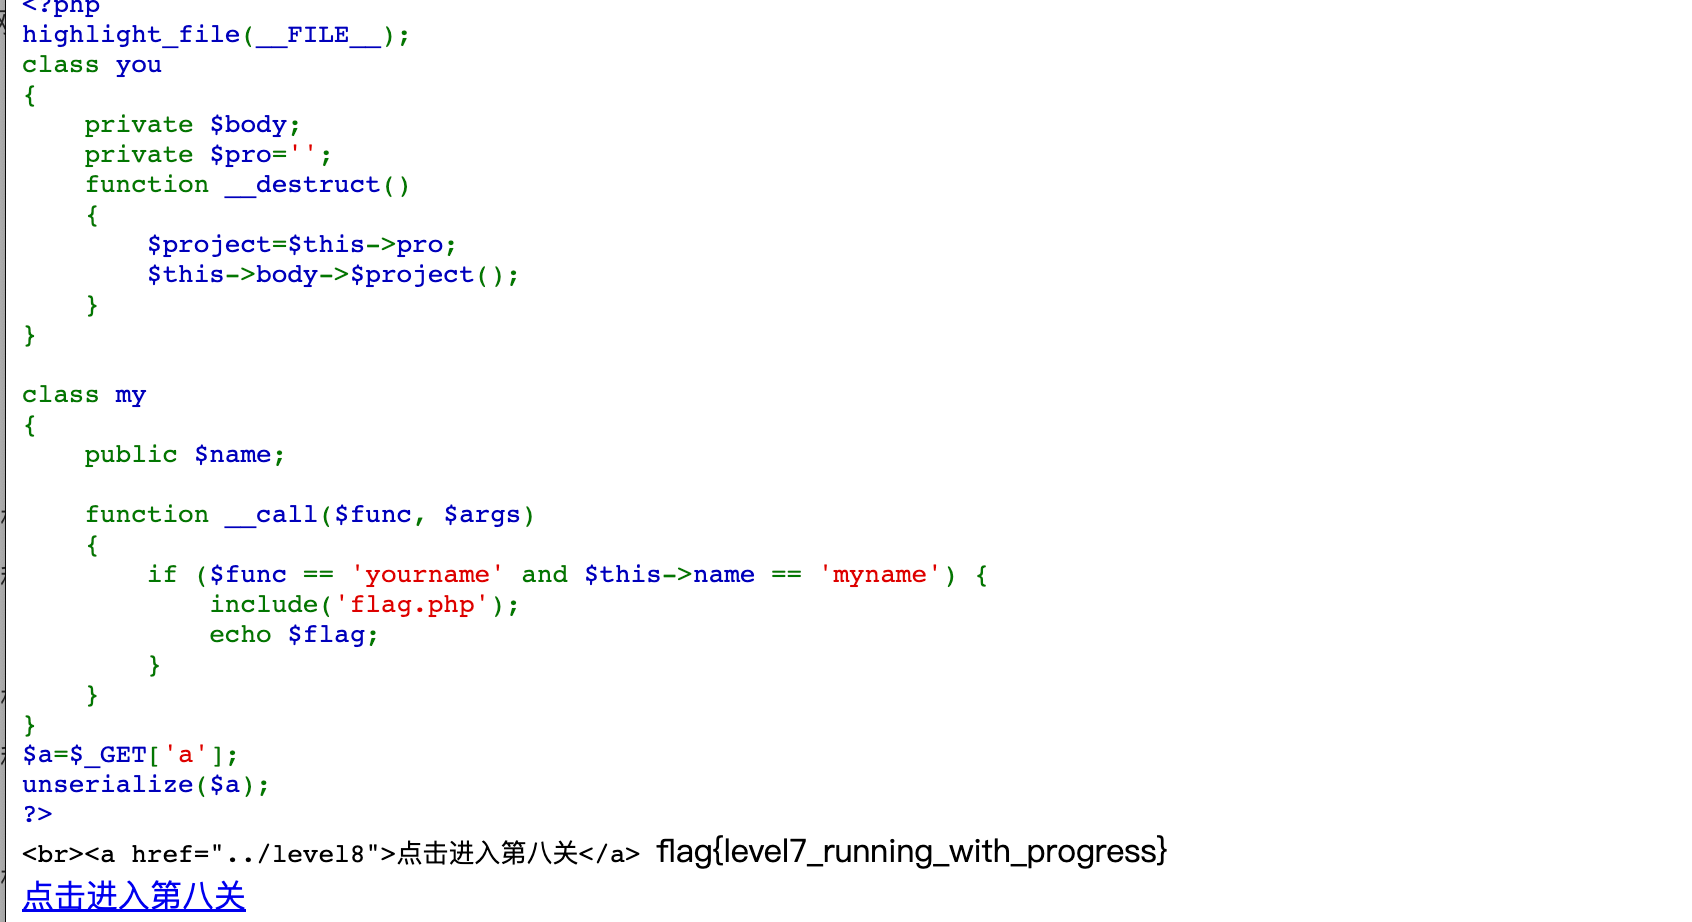 <?php
highlight_file(__FILE__);
class you
{
    private $body;
    private $pro='';
    function __destruct()
    {
        $project=$this->pro;
        $this->body->$project();
    }
}

class my
{
    public $name;

    function __call($func, $args)
    {
        if ($func == 'yourname' and $this->name == 'myname') {
            include('flag.php');
            echo $flag;
        }
    }
}
$a=$_GET['a'];
unserialize($a);
?>
<br><a href="../level8">点击进入第八关</a> flag{level7_running_with_progress}
点击进入第八关